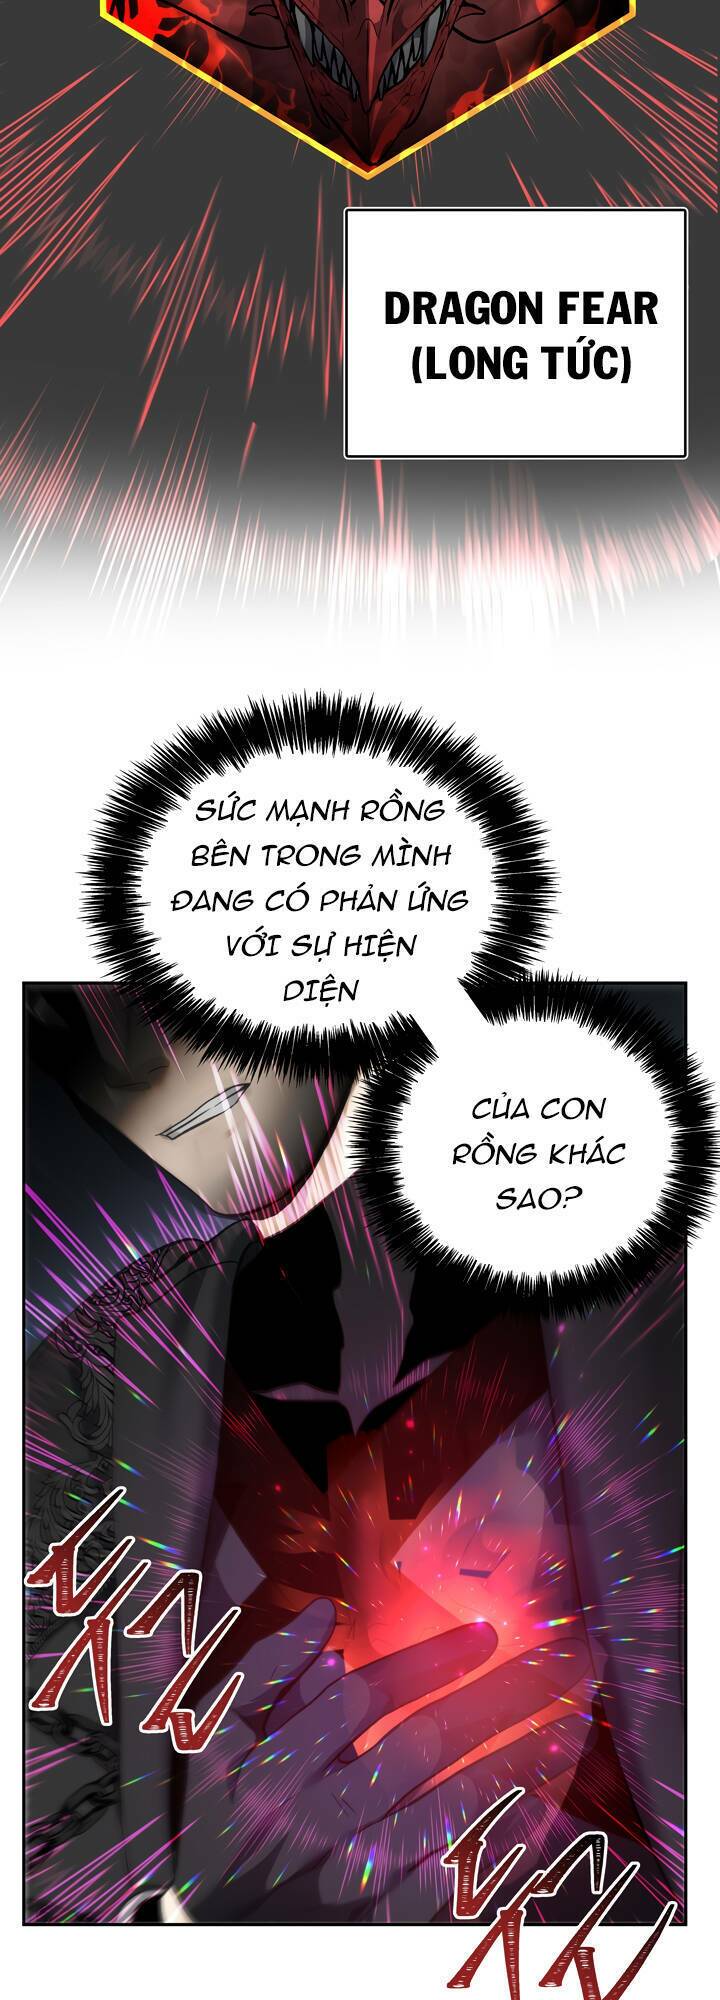 DRAGON FEAR
(LONG TỨC)
SỨC MẠNH RỒNG
BÊN TRONG MÌNH
ĐANG CÓ PHẢN ỨNG
VỚI SỰ HIỆN
DIỆN
CỦA CON
RỒNG KHÁC
SAO?